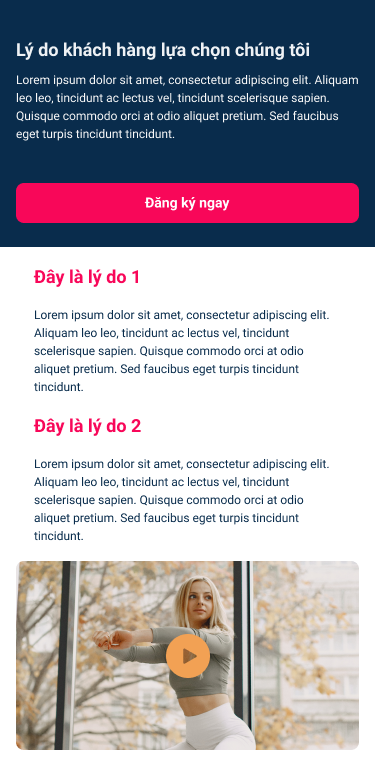 Lý do khách hàng lựa chọn chúng tôi
Lorem ipsum dolor sit amet, consectetur adipiscing elit. Aliquam
leo leo, tincidunt ac lectus vel, tincidunt scelerisque sapien.
Quisque commodo orci at odio aliquet pretium. Sed faucibus
eget turpis tincidunt tincidunt.
Đăng ký ngay
Đây là lý do 1
Lorem ipsum dolor sit amet, consectetur adipiscing elit.
Aliquam leo leo, tincidunt ac lectus vel, tincidunt
scelerisque sapien. Quisque commodo orci at odio
aliquet pretium. Sed faucibus eget turpis tincidunt
tincidunt.
Đây là lý do 2
Lorem ipsum dolor sit amet, consectetur adipiscing elit.
Aliquam leo leo, tincidunt ac lectus vel, tincidunt
scelerisque sapien. Quisque commodo orci at odio
aliquet pretium. Sed faucibus eget turpis tincidunt
tincidunt.